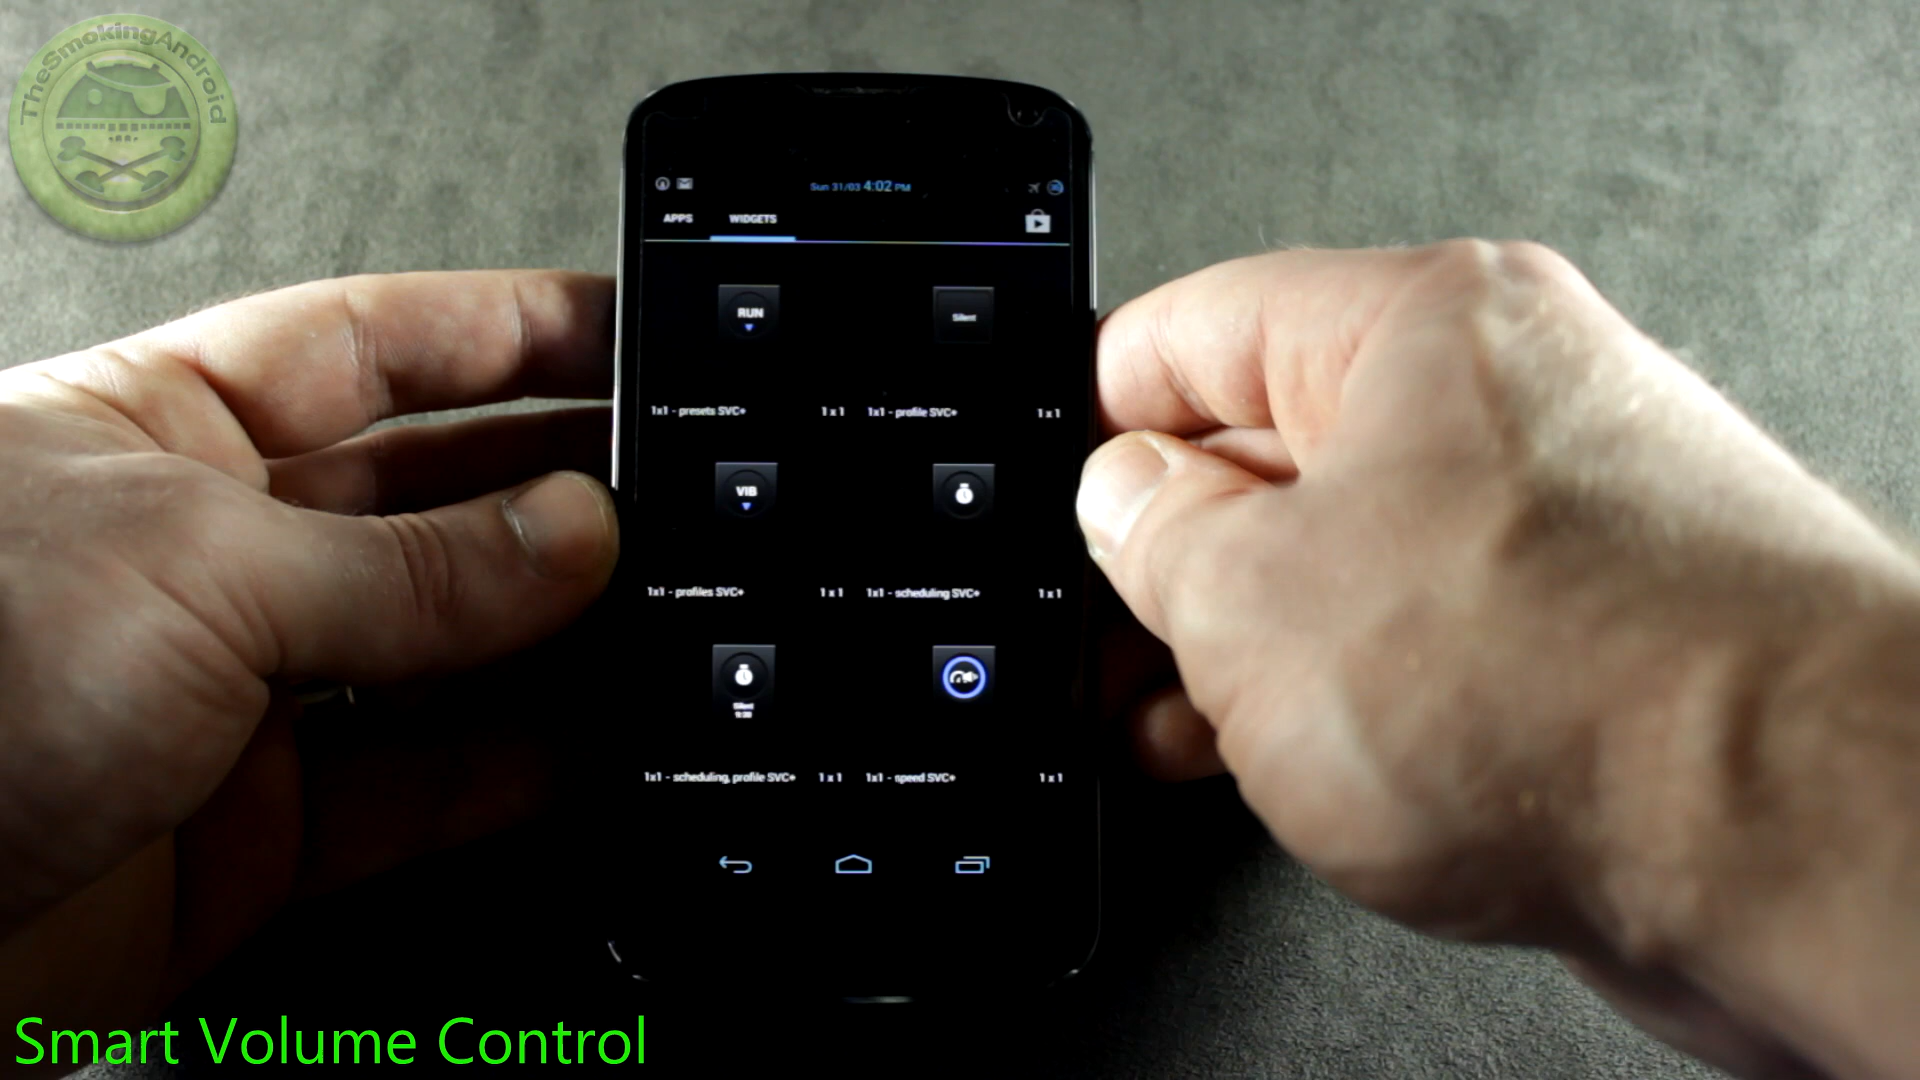 TheSmokingAndroid
Sun 31/03 4:02 PM
APPS WIDGETS
RUN
Silent
1x1 - presets SVC+ 1 x 1 1x1 - profile SVC+ 1 x 1
VIB
1x1 - profiles SVC+ 1 x 1 1x1 - scheduling SVC+ 1 x 1
Silent
1x1 - scheduling, profile SVC+ 1 x 1 1x1 - speed SVC+ 1 x 1
Smart Volume Control